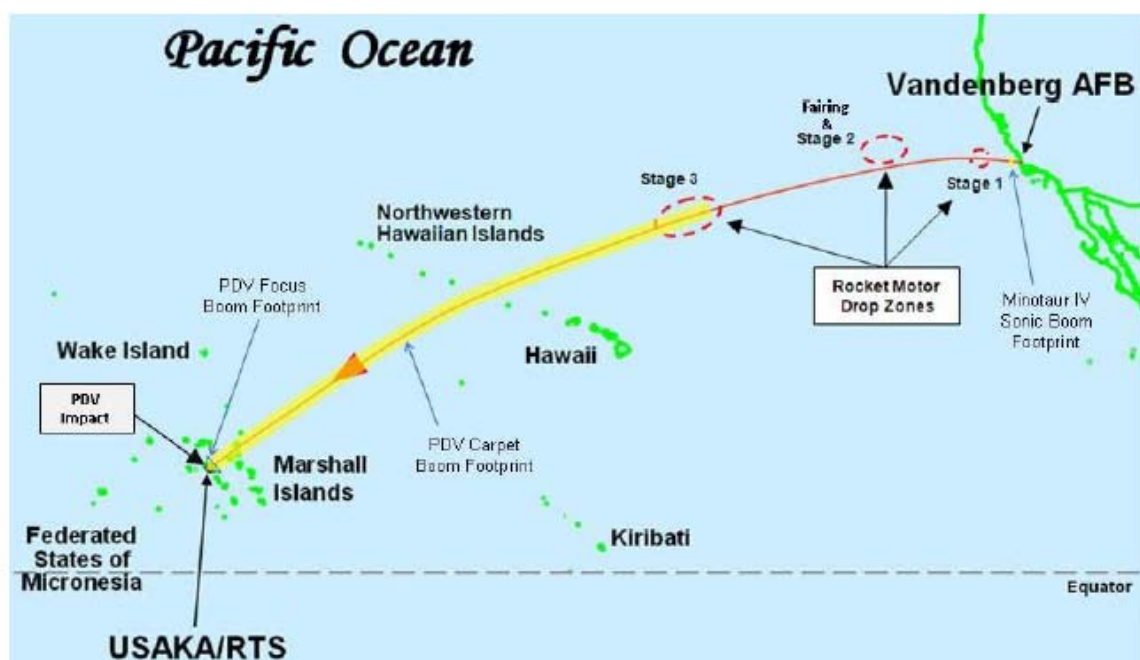 Pacific Ocean
Vandenberg AFB
Fairing
&
Stage 2
Stage 1
Stage 3
Northwestern
Hawaiian Islands
Rocket Motor
Drop Zones
PDV Focus
Boom Footprint
Minotaur IV
Sonic Boom
Footprint
Wake Island
Hawaii
PDV
Impact
PDV Carpet
Boom Footprint
Marshall
Islands
Federated
States of
Micronesia
Kiribati
Equator
USAKA/RTS